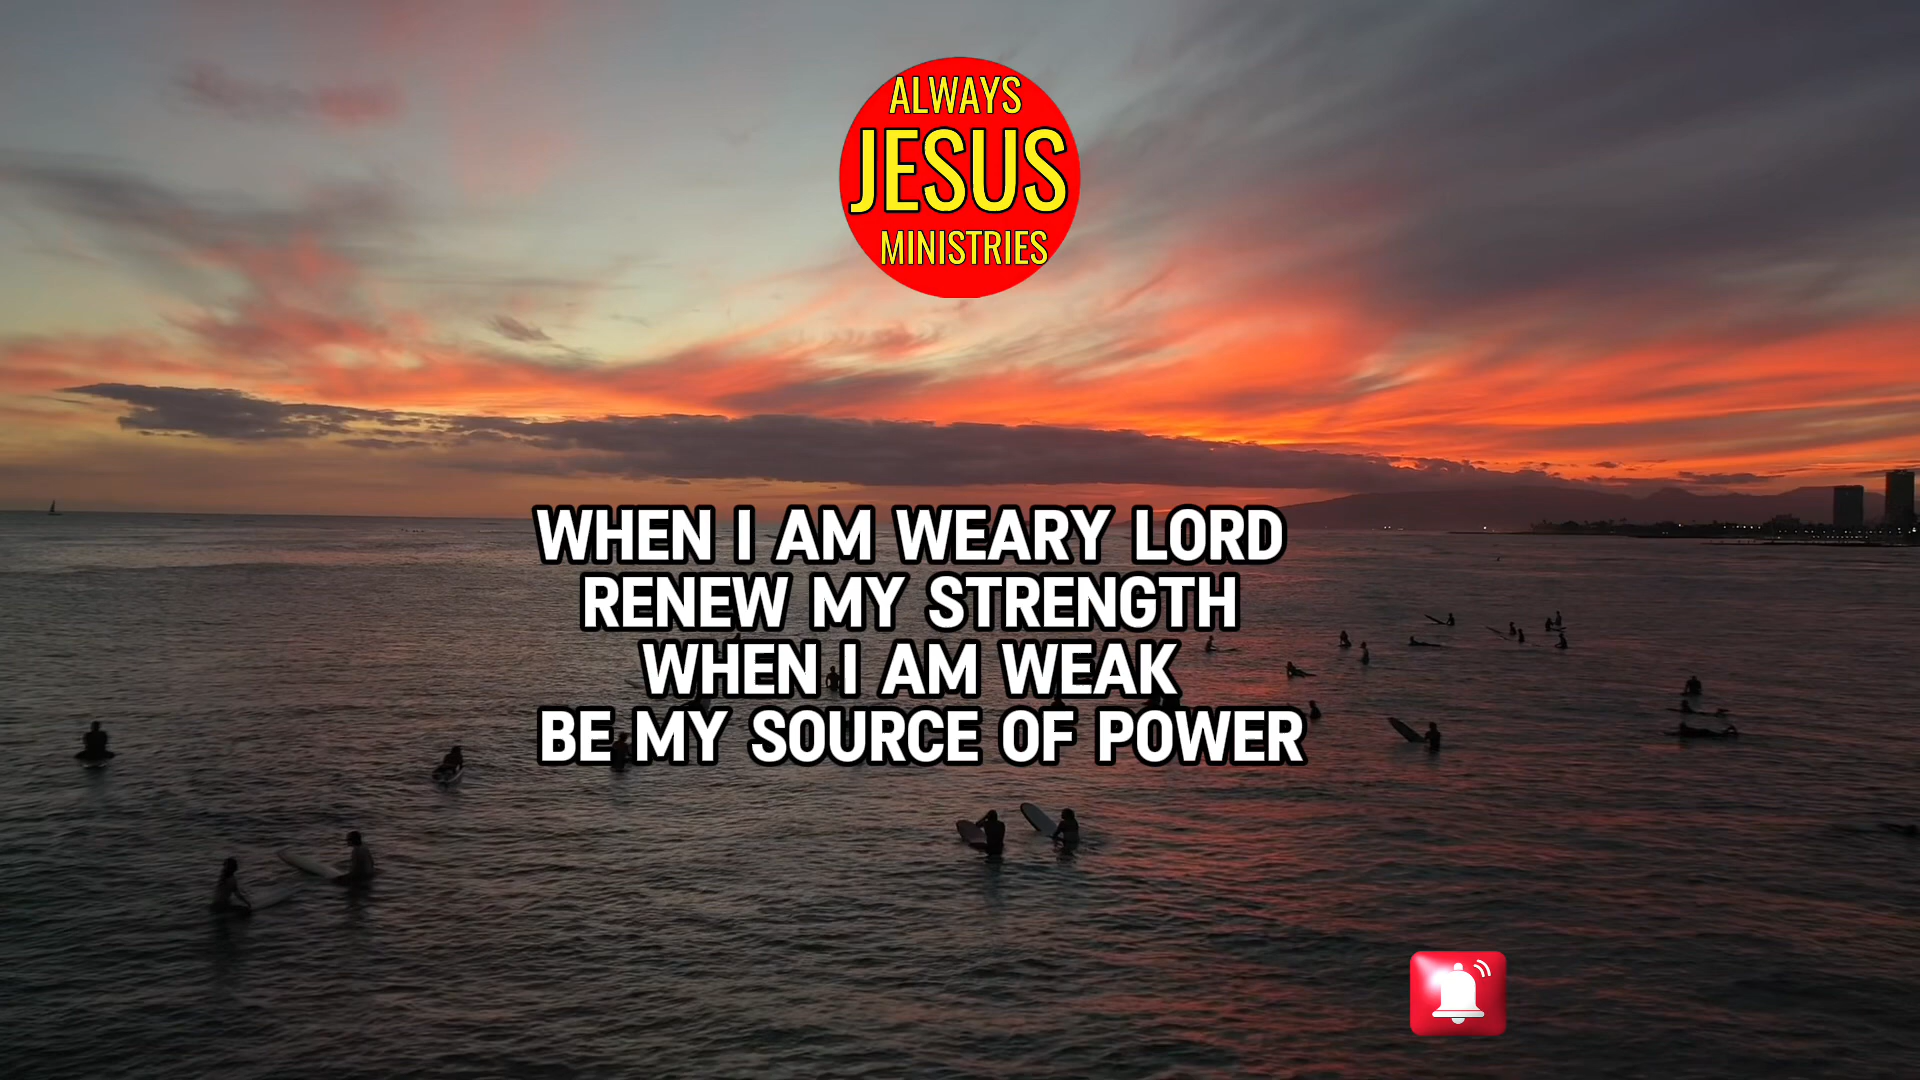 ALWAYS
JESUS
MINISTRIES
WHEN I AM WEARY LORD
RENEW MY STRENGTH
WHEN I AM WEAK
BE MY SOURCE OF POWER